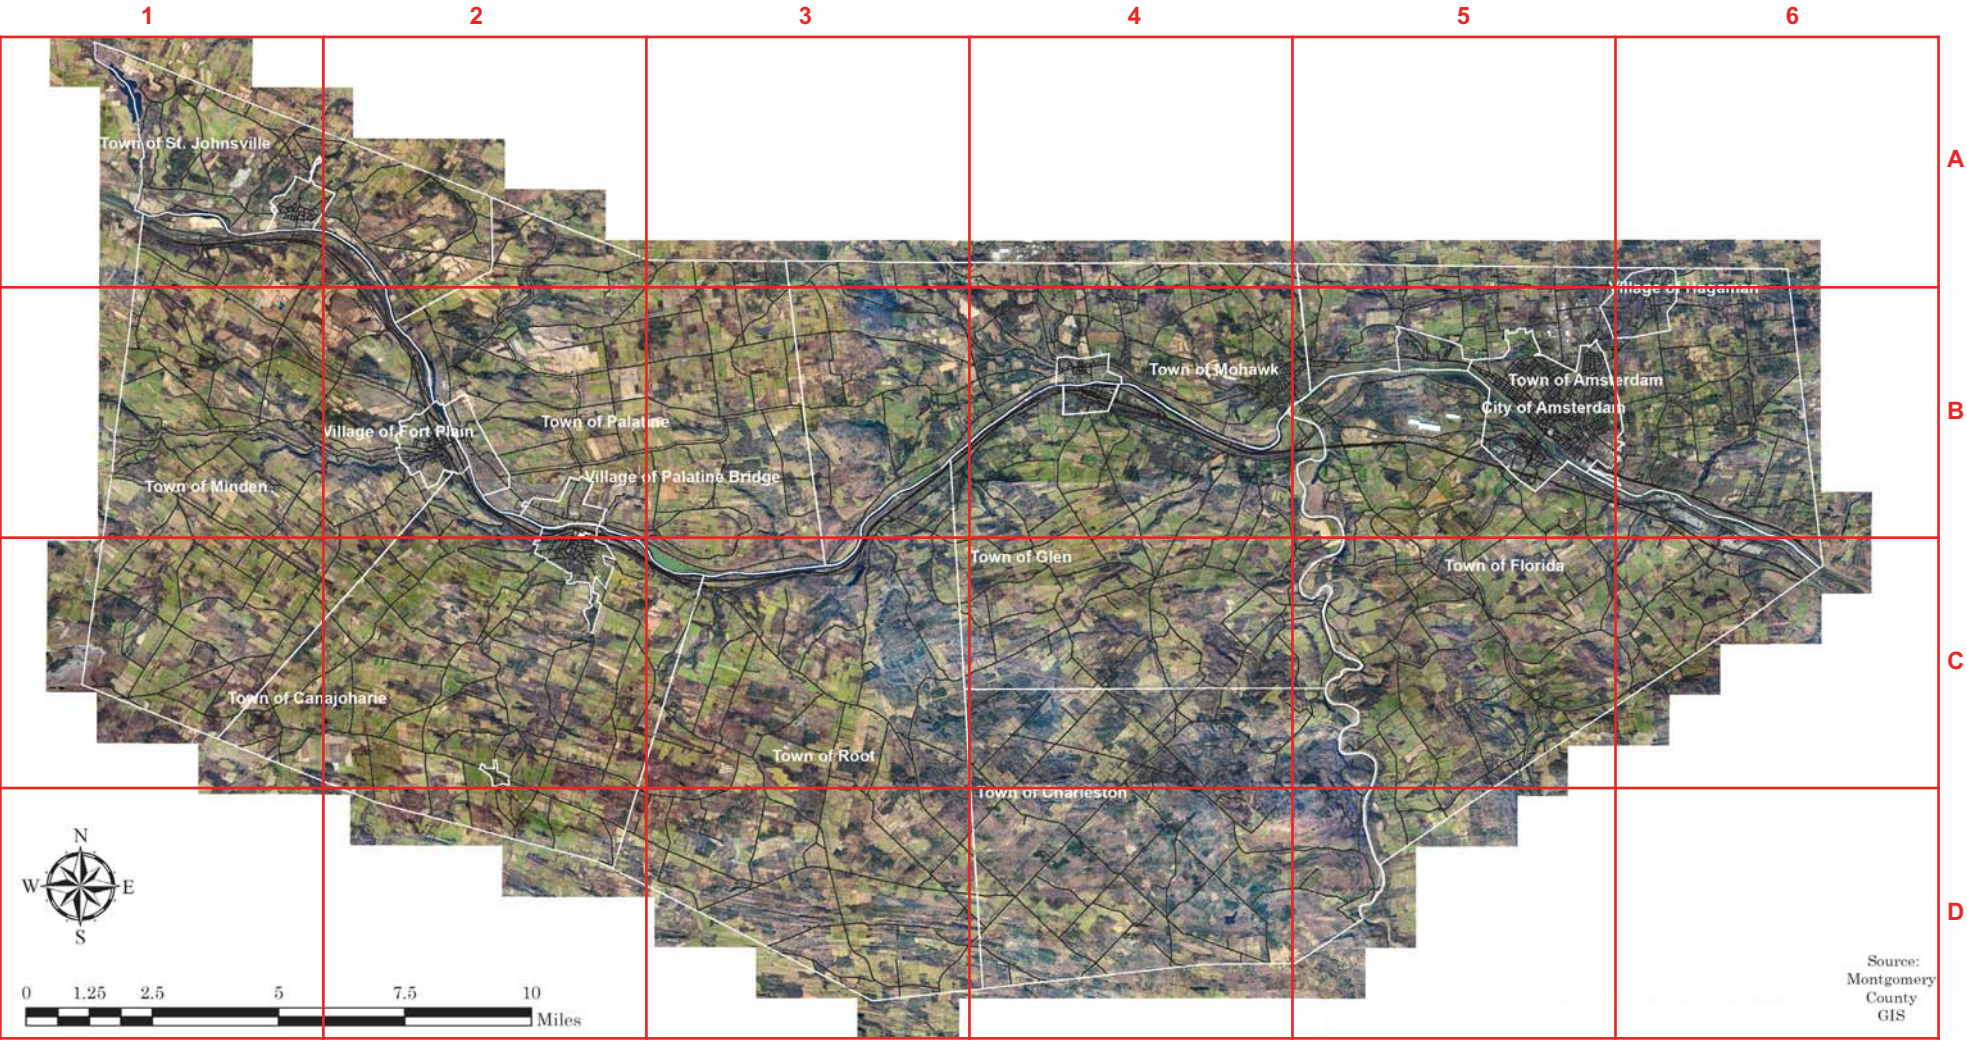 1 2 3 4 5 6
A
Town of St. Johnsville
Village of Hagaman
Town of Mohawk
Town of Amsterdam
City of Amsterdam
B
Town of Palatine
Village of Fort Plain
Village of Palatine Bridge
Town of Minden
Town of Glen
Town of Florida
C
Town of Canajoharie
Town of Root
Town of Charleston
N
W E
S
D
Source:
Montgomery
County
GIS
0 1.25 2.5 5 7.5 10
Miles